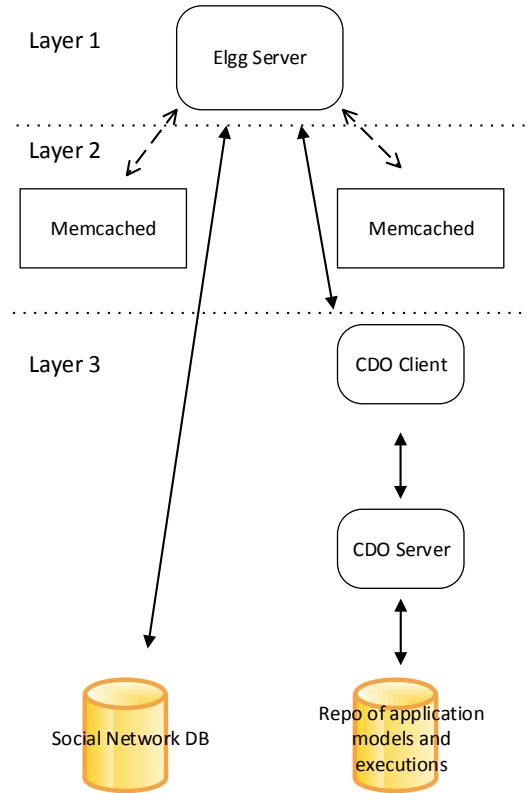 Layer 1
Elgg Server
Layer 2
Memcached
Memcached
Layer 3
CDO Client
CDO Server
Social Network DB
Repo of application
models and
executions